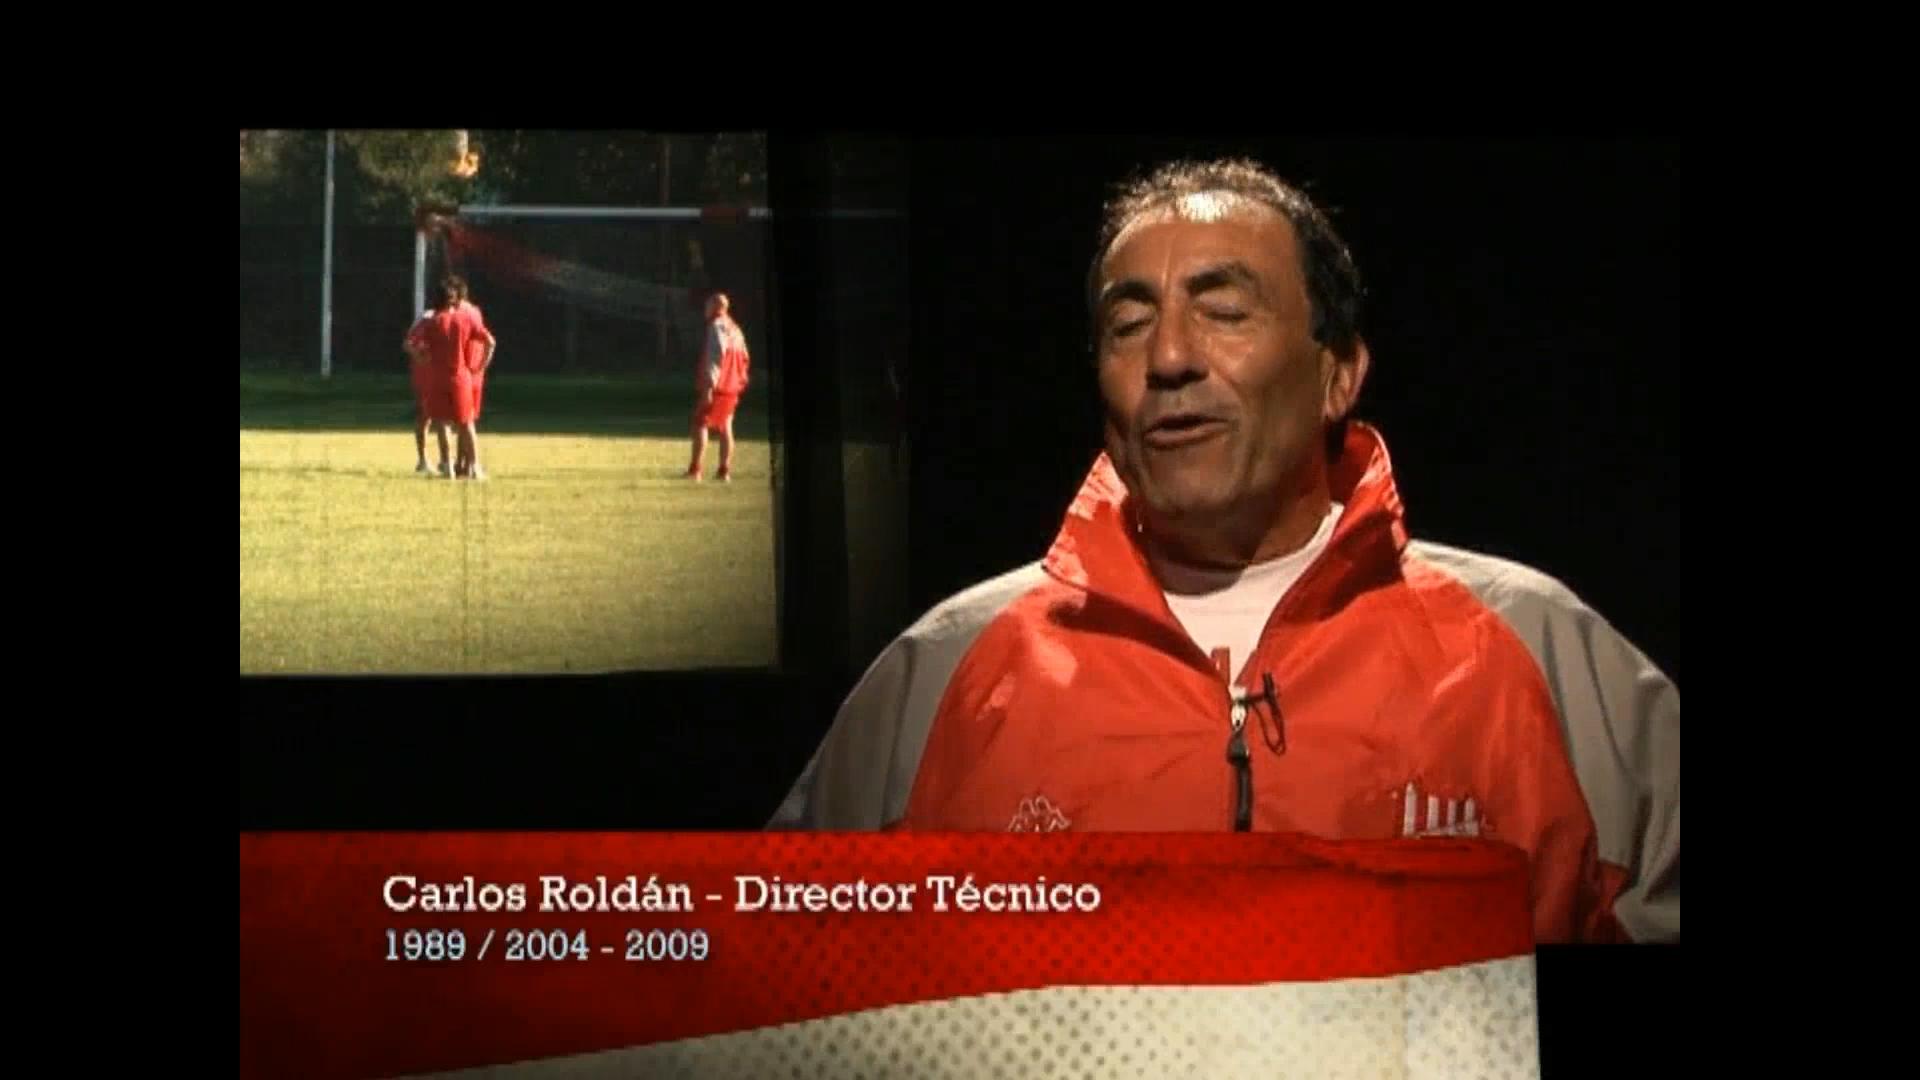 Carlos Roldán - Director Técnico
1989 / 2004 - 2009